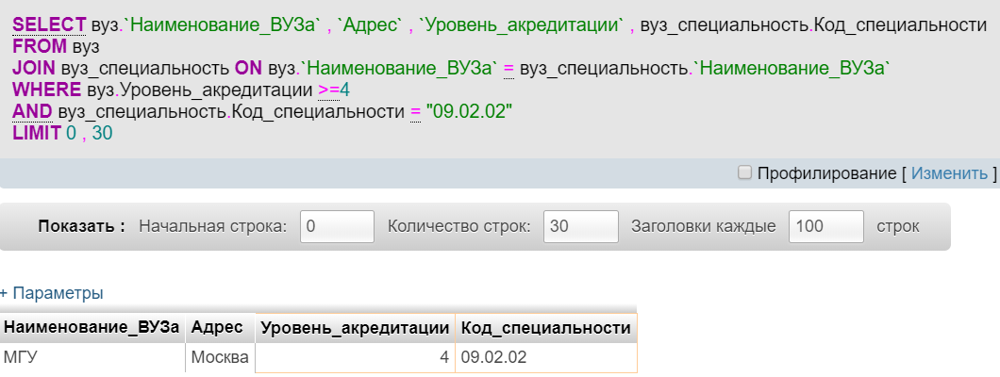 SELECT вуз.`Наименование_ВУЗа` , `Адрес` , `Уровень_акредитации` , вуз_специальность.Код_специальности
FROM вуз
JOIN вуз_специальность ON вуз.`Наименование_ВУЗа` = вуз_специальность.`Наименование_ВУЗа`
WHERE вуз.Уровень_акредитации >=4
AND вуз_специальность.Код_специальности = "09.02.02"
LIMIT 0 , 30
Профилирование [ Изменить ]
Показать : Начальная строка: 0 Количество строк: 30 Заголовки каждые 100 строк
+ Параметры
Наименование_ВУЗа Адрес Уровень_акредитации Код_специальности
МГУ Москва 4 09.02.02